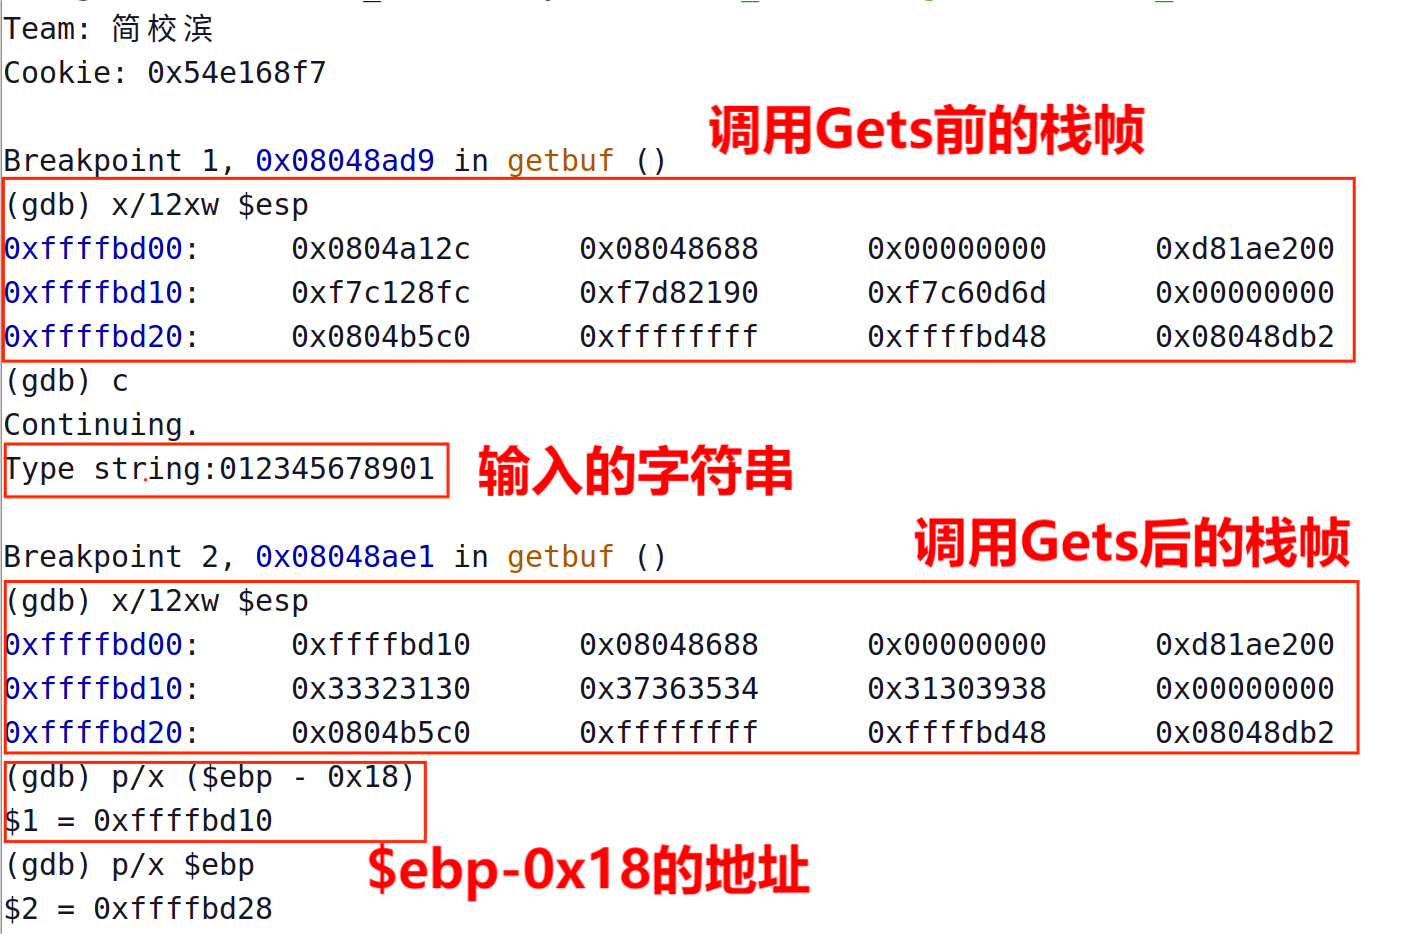 Team: 简校滨
Cookie: 0x54e168f7
调用Gets前的栈帧
Breakpoint 1, 0x08048ad9 in getbuf ()
(gdb) x/12xw $esp
0xffffbd00: 0x0804a12c 0x08048688 0x00000000 0xd81ae200
0xffffbd10: 0xf7c128fc 0xf7d82190 0xf7c60d6d 0x00000000
0xffffbd20: 0x0804b5c0 0xffffffff 0xffffbd48 0x08048db2
(gdb) c
Continuing.
Type string:012345678901
输入的字符串
调用Gets后的栈帧
Breakpoint 2, 0x08048ae1 in getbuf ()
(gdb) x/12xw $esp
0xffffbd00: 0xffffbd10 0x08048688 0x00000000 0xd81ae200
0xffffbd10: 0x33323130 0x37363534 0x31303938 0x00000000
0xffffbd20: 0x0804b5c0 0xffffffff 0xffffbd48 0x08048db2
(gdb) p/x ($ebp - 0x18)
$1 = 0xffffbd10
(gdb) p/x $ebp
$ebp-0x18的地址
$2 = 0xffffbd28